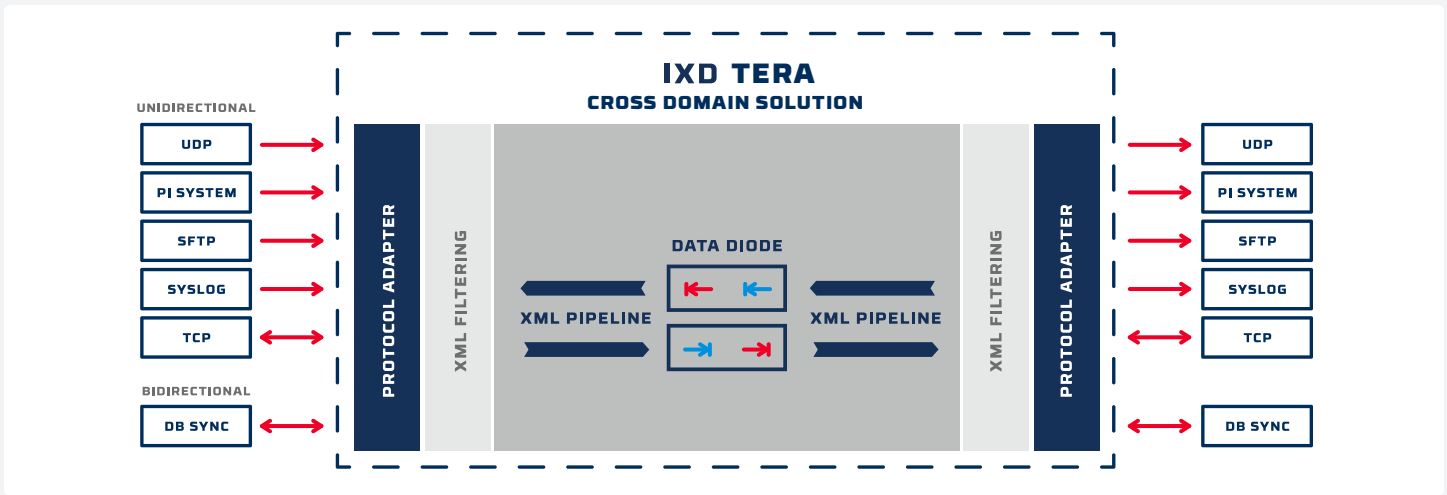 IXD TERA
CROSS DOMAIN SOLUTION
UNIDIRECTIONAL
UDP
PI SYSTEM
SFTP
SYSLOG
TCP
BIDIRECTIONAL
DB SYNC
PROTOCOL ADAPTER
XML FILTERING
DATA DIODE
XML PIPELINE
XML PIPELINE
XML FILTERING
PROTOCOL ADAPTER
UDP
PI SYSTEM
SFTP
SYSLOG
TCP
DB SYNC